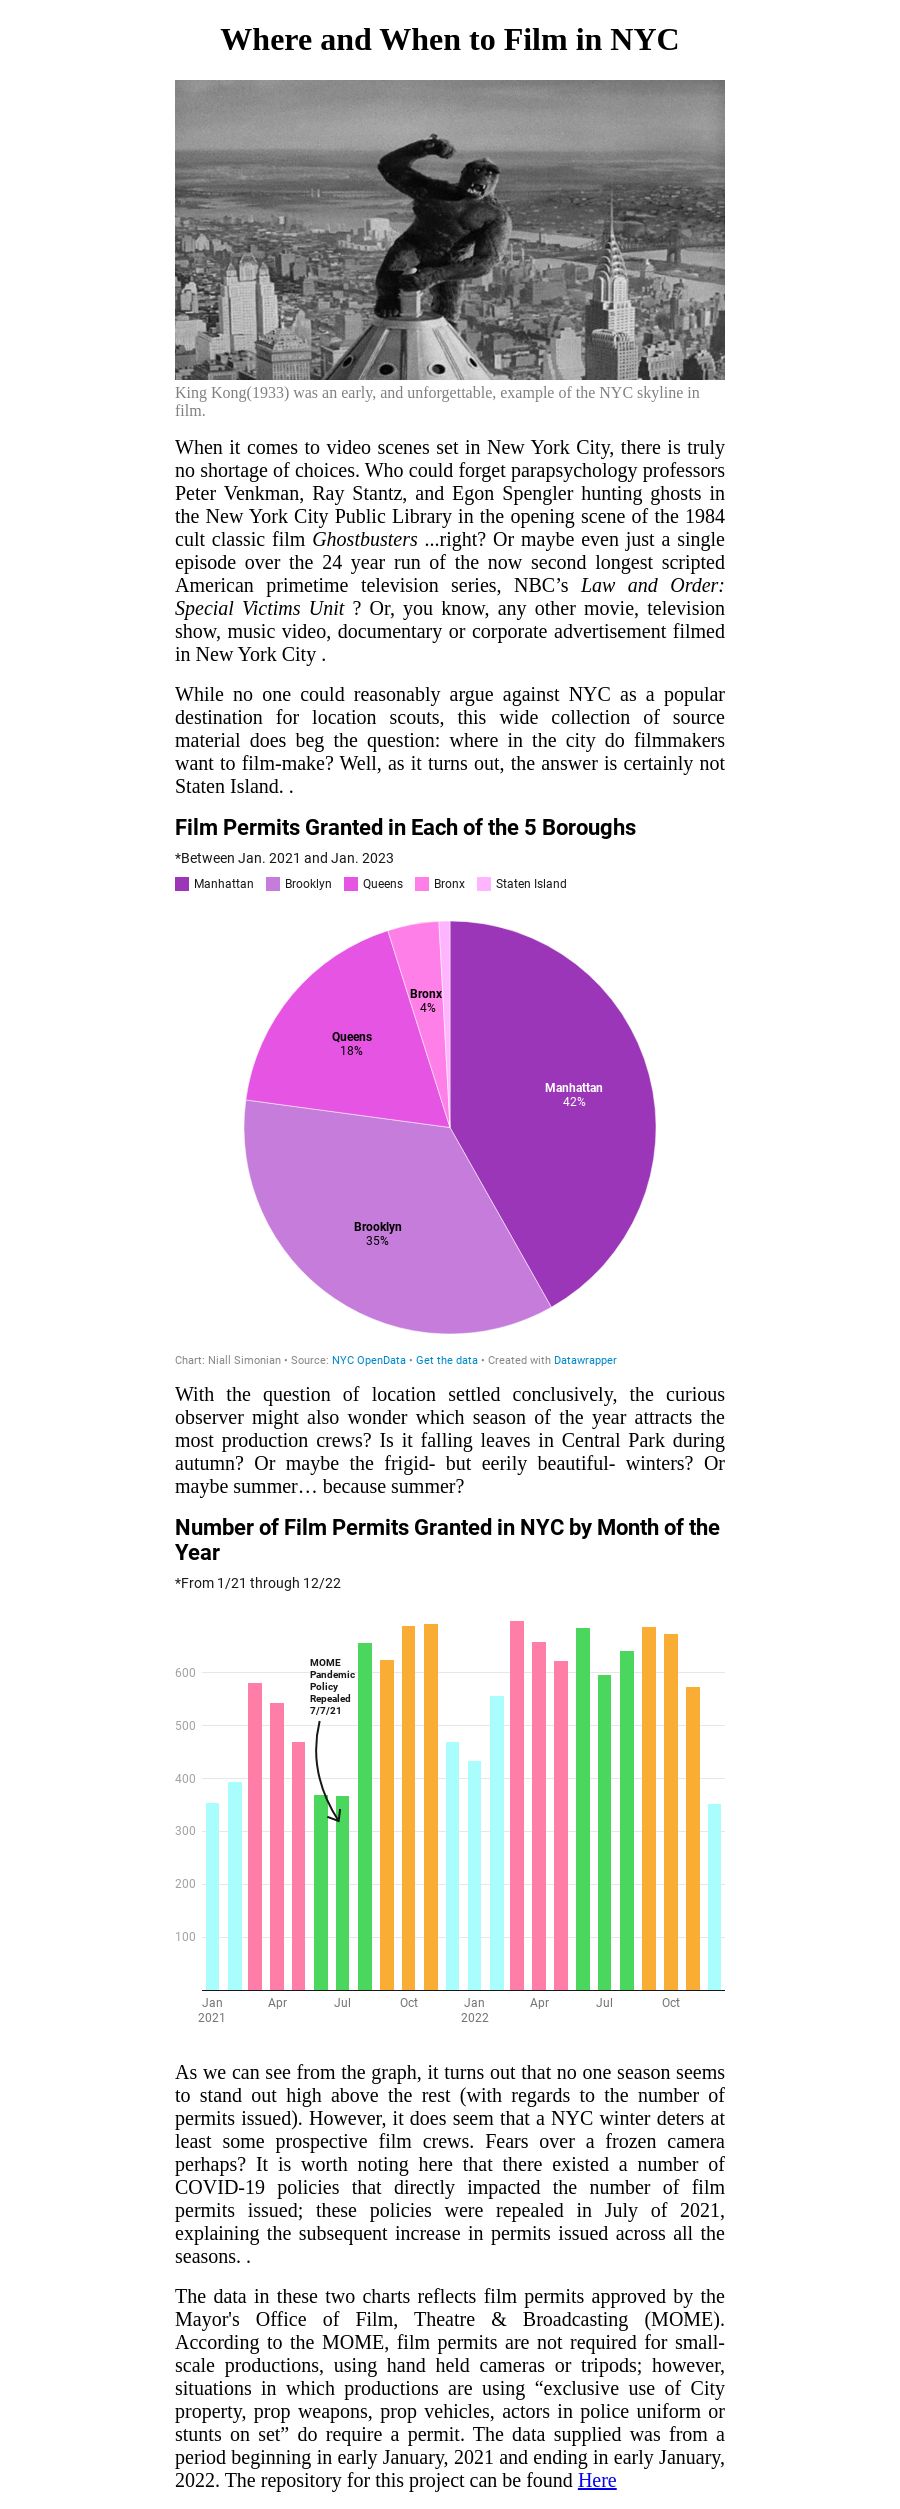 Where and When to Film in NYC
King Kong(1933) was an early, and unforgettable, example of the NYC skyline in
film.
When it comes to video scenes set in New York City, there is truly
no shortage of choices. Who could forget parapsychology professors
Peter Venkman, Ray Stantz, and Egon Spengler hunting ghosts in
the New York City Public Library in the opening scene of the 1984
cult classic film Ghostbusters ...right? Or maybe even just a single
episode over the 24 year run of the now second longest scripted
American primetime television series, NBC’s Law and Order:
Special Victims Unit ? Or, you know, any other movie, television
show, music video, documentary or corporate advertisement filmed
in New York City .
While no one could reasonably argue against NYC as a popular
destination for location scouts, this wide collection of source
material does beg the question: where in the city do filmmakers
want to film-make? Well, as it turns out, the answer is certainly not
Staten Island. .
Film Permits Granted in Each of the 5 Boroughs
*Between Jan. 2021 and Jan. 2023
Manhattan Brooklyn Queens Bronx Staten Island
Bronx
4%
Queens
18%
Manhattan
42%
Brooklyn
35%
Chart: Niall Simonian • Source: NYC OpenData • Get the data • Created with Datawrapper
With the question of location settled conclusively, the curious
observer might also wonder which season of the year attracts the
most production crews? Is it falling leaves in Central Park during
autumn? Or maybe the frigid- but eerily beautiful- winters? Or
maybe summer… because summer?
Number of Film Permits Granted in NYC by Month of the
Year
*From 1/21 through 12/22
MOME
Pandemic
Policy
Repealed
7/7/21
600
500
400
300
200
100
Jan Apr Jul Oct Jan Apr Jul Oct
2021 2022
As we can see from the graph, it turns out that no one season seems
to stand out high above the rest (with regards to the number of
permits issued). However, it does seem that a NYC winter deters at
least some prospective film crews. Fears over a frozen camera
perhaps? It is worth noting here that there existed a number of
COVID-19 policies that directly impacted the number of film
permits issued; these policies were repealed in July of 2021,
explaining the subsequent increase in permits issued across all the
seasons. .
The data in these two charts reflects film permits approved by the
Mayor's Office of Film, Theatre & Broadcasting (MOME).
According to the MOME, film permits are not required for small-
scale productions, using hand held cameras or tripods; however,
situations in which productions are using “exclusive use of City
property, prop weapons, prop vehicles, actors in police uniform or
stunts on set” do require a permit. The data supplied was from a
period beginning in early January, 2021 and ending in early January,
2022. The repository for this project can be found Here